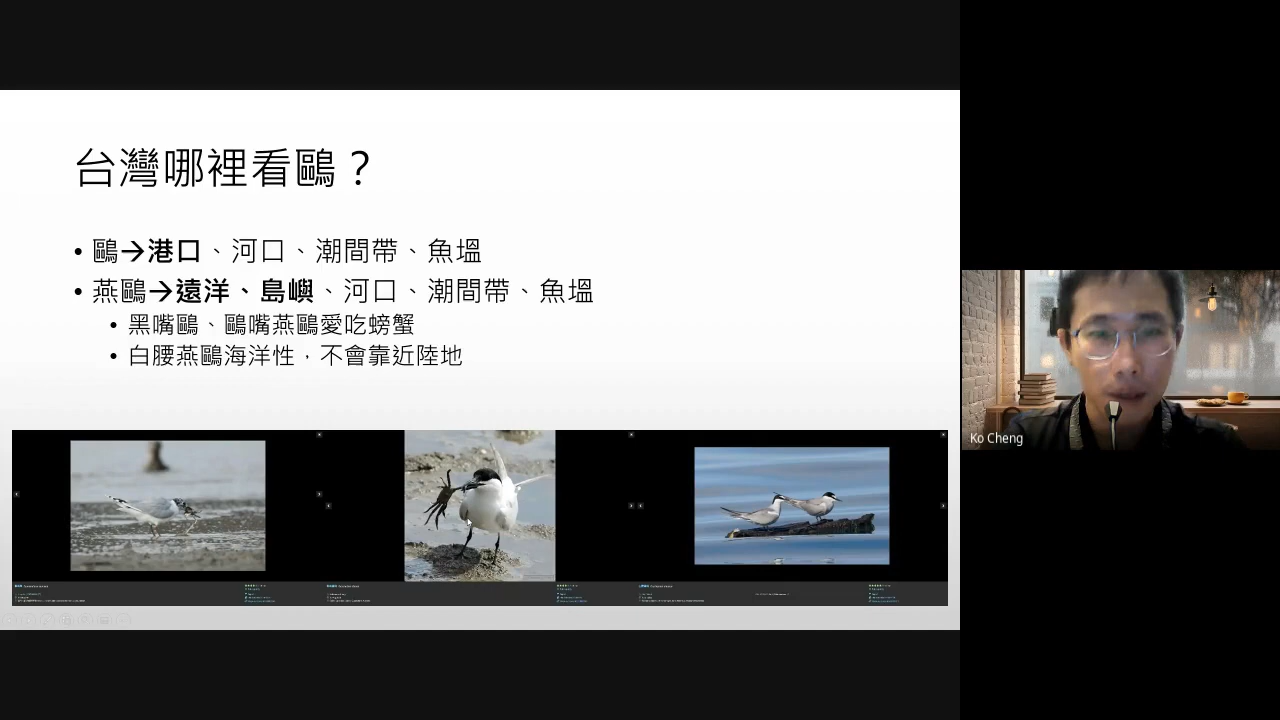 台灣哪裡看鷗？
• 鷗→港口、河口、潮間帶、魚塭
• 燕鷗→遠洋、島嶼、河口、潮間帶、魚塭
• 黑嘴鷗、鷗嘴燕鷗愛吃螃蟹
• 白腰燕鷗海洋性，不會靠近陸地
Ko Cheng